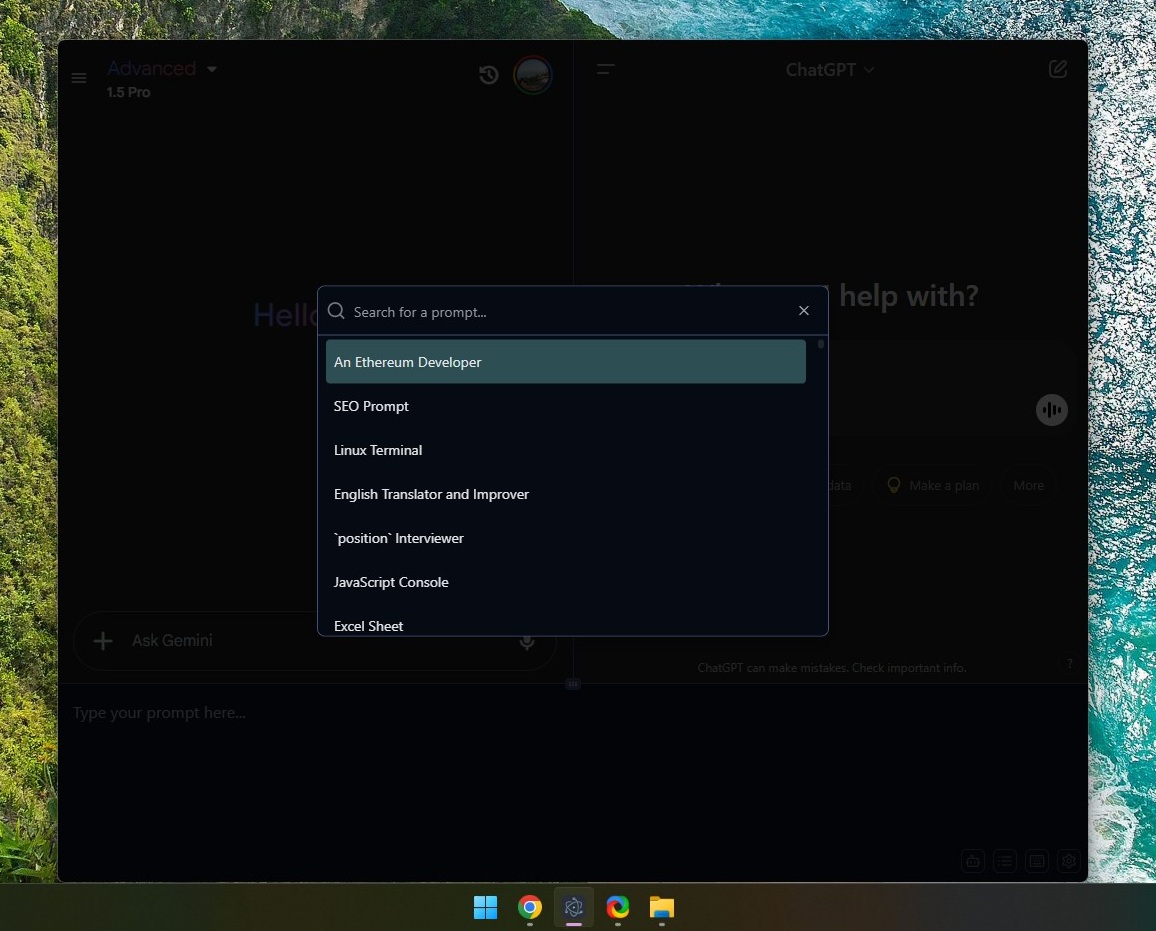 Advanced
1.5 Pro
ChatGPT
Hello
help with?
Search for a prompt...
An Ethereum Developer
SEO Prompt
Linux Terminal
English Translator and Improver
`position` Interviewer
JavaScript Console
Excel Sheet
data
Make a plan
More
Ask Gemini
ChatGPT can make mistakes. Check important info.
?
Type your prompt here...